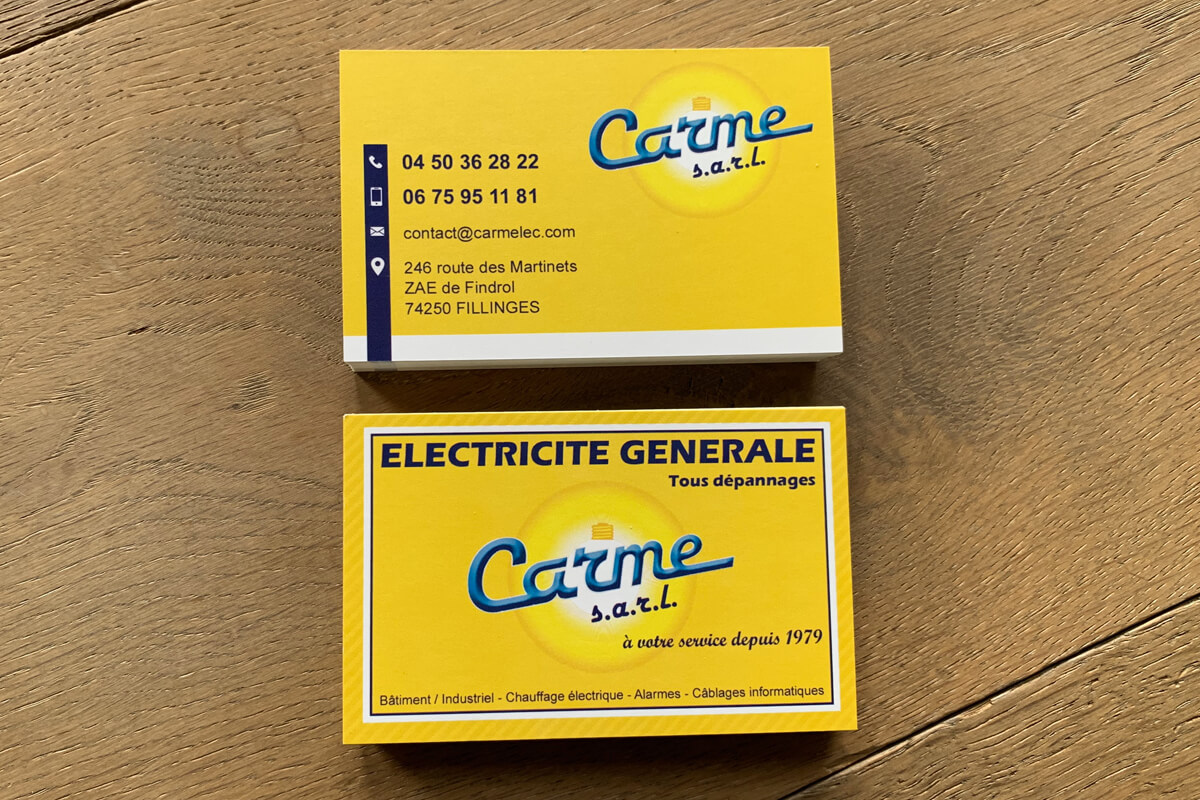 Carme
s.a.r.l.
04 50 36 28 22
06 75 95 11 81
contact@carmelec.com
246 route des Martinets
ZAE de Findrol
74250 FILLINGES
ELECTRICITE GENERALE
Tous dépannages
Carme
s.a.r.l.
à votre service depuis 1979
Bâtiment / Industriel - Chauffage électrique - Alarmes - Câblages informatiques